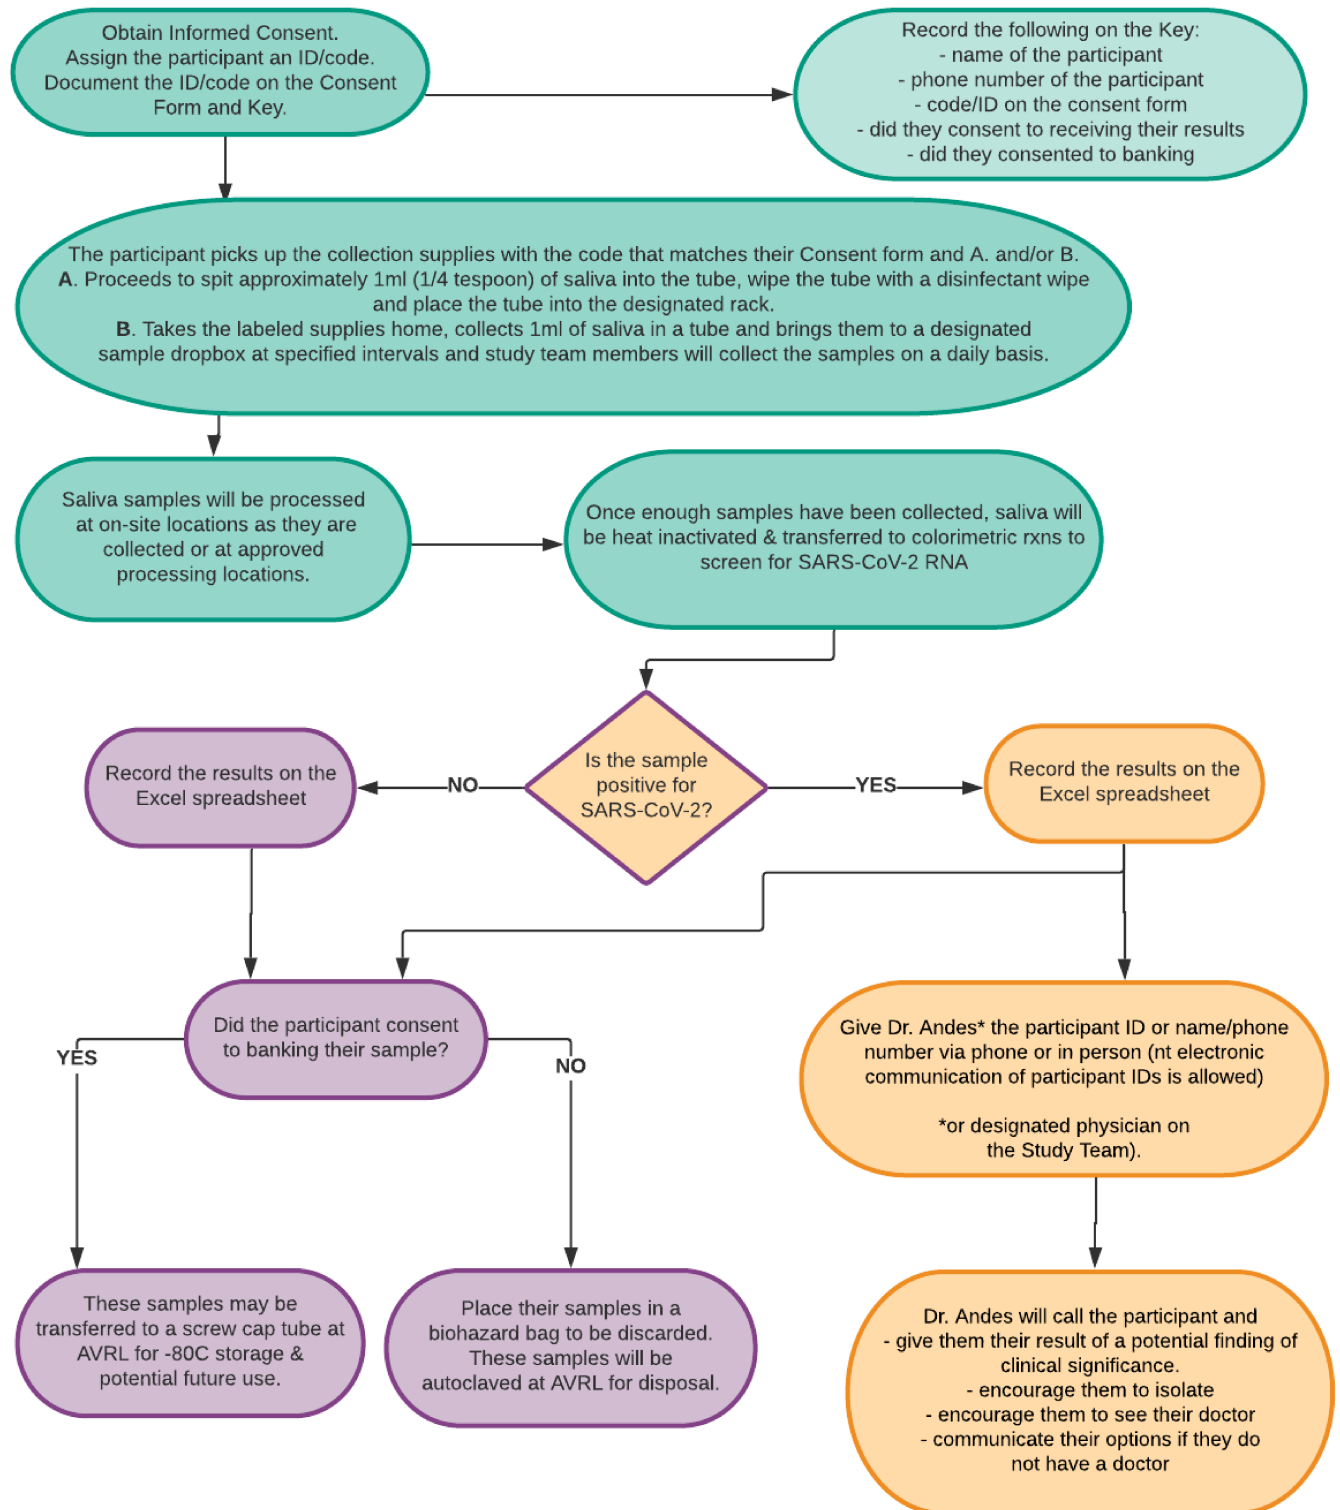 Obtain Informed Consent.
Assign the participant an ID/code.
Document the ID/code on the Consent
Form and Key.
Record the following on the Key:
- name of the participant
- phone number of the participant
- code/ID on the consent form
- did they consent to receiving their results
- did they consented to banking
The participant picks up the collection supplies with the code that matches their Consent form and A. and/or B.
A. Proceeds to spit approximately 1ml (1/4 tespoon) of saliva into the tube, wipe the tube with a disinfectant wipe
and place the tube into the designated rack.
B. Takes the labeled supplies home, collects 1ml of saliva in a tube and brings them to a designated
sample dropbox at specified intervals and study team members will collect the samples on a daily basis.
Saliva samples will be processed
at on-site locations as they are
collected or at approved
processing locations.
Once enough samples have been collected, saliva will
be heat inactivated & transferred to colorimetric rxns to
screen for SARS-CoV-2 RNA
Is the sample
positive for
SARS-CoV-2?
NO
YES
Record the results on the
Excel spreadsheet
Record the results on the
Excel spreadsheet
Did the participant consent
to banking their sample?
YES
NO
Give Dr. Andes* the participant ID or name/phone
number via phone or in person (nt electronic
communication of participant IDs is allowed)
*or designated physician on
the Study Team).
These samples may be
transferred to a screw cap tube at
AVRL for -80C storage &
potential future use.
Place their samples in a
biohazard bag to be discarded.
These samples will be
autoclaved at AVRL for disposal.
Dr. Andes will call the participant and
- give them their result of a potential finding of
clinical significance.
- encourage them to isolate
- encourage them to see their doctor
- communicate their options if they do
not have a doctor